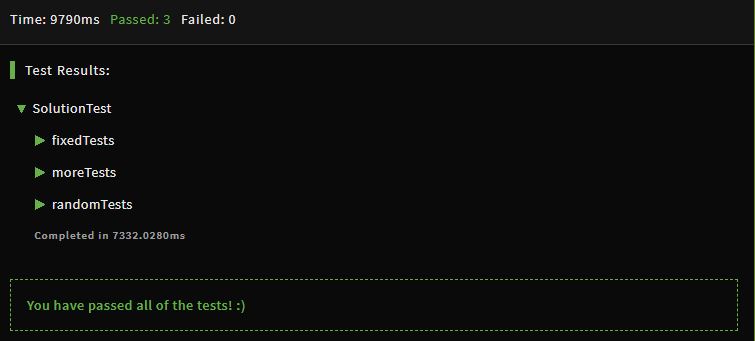 Time: 9790ms Passed: 3 Failed: 0
Test Results:
SolutionTest
fixedTests
moreTests
randomTests
Completed in 7332.0280ms
You have passed all of the tests! :)